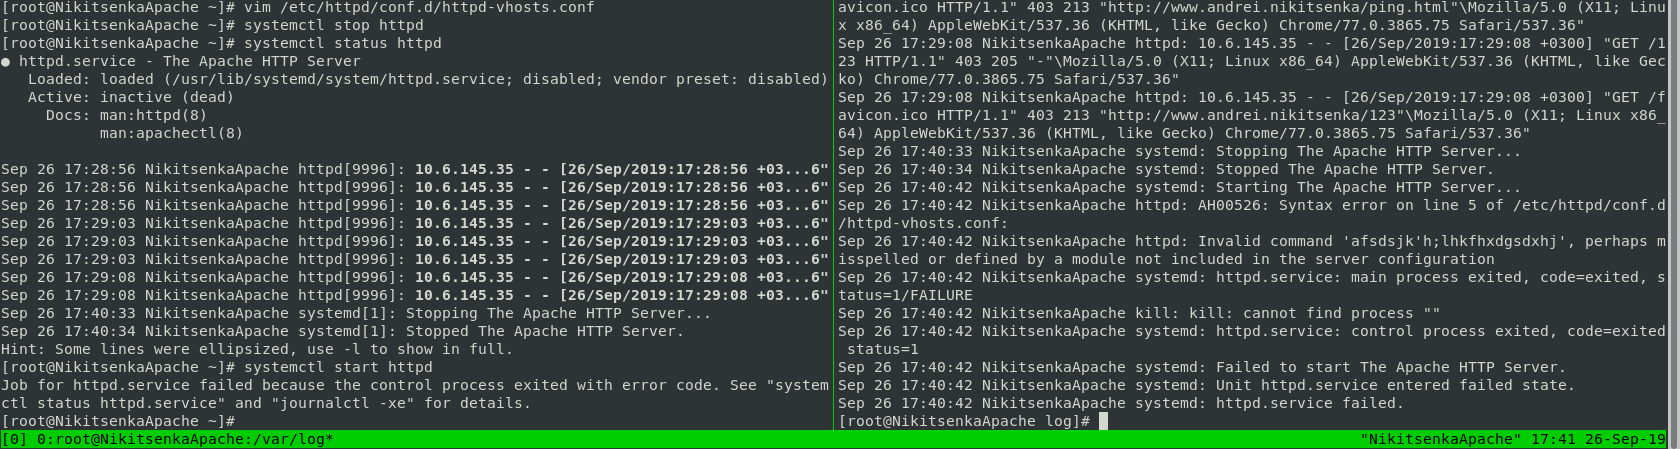 [root@NikitsenkaApache ~]# vim /etc/httpd/conf.d/httpd-vhosts.conf
[root@NikitsenkaApache ~]# systemctl stop httpd
[root@NikitsenkaApache ~]# systemctl status httpd
● httpd.service - The Apache HTTP Server
   Loaded: loaded (/usr/lib/systemd/system/httpd.service; disabled; vendor preset: disabled)
   Active: inactive (dead)
     Docs: man:httpd(8)
           man:apachectl(8)

Sep 26 17:28:56 NikitsenkaApache httpd[9996]: 10.6.145.35 - - [26/Sep/2019:17:28:56 +03...6"
Sep 26 17:28:56 NikitsenkaApache httpd[9996]: 10.6.145.35 - - [26/Sep/2019:17:28:56 +03...6"
Sep 26 17:28:56 NikitsenkaApache httpd[9996]: 10.6.145.35 - - [26/Sep/2019:17:28:56 +03...6"
Sep 26 17:29:03 NikitsenkaApache httpd[9996]: 10.6.145.35 - - [26/Sep/2019:17:29:03 +03...6"
Sep 26 17:29:03 NikitsenkaApache httpd[9996]: 10.6.145.35 - - [26/Sep/2019:17:29:03 +03...6"
Sep 26 17:29:03 NikitsenkaApache httpd[9996]: 10.6.145.35 - - [26/Sep/2019:17:29:03 +03...6"
Sep 26 17:29:08 NikitsenkaApache httpd[9996]: 10.6.145.35 - - [26/Sep/2019:17:29:08 +03...6"
Sep 26 17:29:08 NikitsenkaApache httpd[9996]: 10.6.145.35 - - [26/Sep/2019:17:29:08 +03...6"
Sep 26 17:40:33 NikitsenkaApache systemd[1]: Stopping The Apache HTTP Server...
Sep 26 17:40:34 NikitsenkaApache systemd[1]: Stopped The Apache HTTP Server.
Hint: Some lines were ellipsized, use -l to show in full.
[root@NikitsenkaApache ~]# systemctl start httpd
Job for httpd.service failed because the control process exited with error code. See "system
ctl status httpd.service" and "journalctl -xe" for details.
[root@NikitsenkaApache ~]#
avicon.ico HTTP/1.1" 403 213 "http://www.andrei.nikitsenka/ping.html"\Mozilla/5.0 (X11; Linu
x x86_64) AppleWebKit/537.36 (KHTML, like Gecko) Chrome/77.0.3865.75 Safari/537.36"
Sep 26 17:29:08 NikitsenkaApache httpd: 10.6.145.35 - - [26/Sep/2019:17:29:08 +0300] "GET /1
23 HTTP/1.1" 403 205 "-"\Mozilla/5.0 (X11; Linux x86_64) AppleWebKit/537.36 (KHTML, like Gec
ko) Chrome/77.0.3865.75 Safari/537.36"
Sep 26 17:29:08 NikitsenkaApache httpd: 10.6.145.35 - - [26/Sep/2019:17:29:08 +0300] "GET /f
avicon.ico HTTP/1.1" 403 213 "http://www.andrei.nikitsenka/123"\Mozilla/5.0 (X11; Linux x86_
64) AppleWebKit/537.36 (KHTML, like Gecko) Chrome/77.0.3865.75 Safari/537.36"
Sep 26 17:40:33 NikitsenkaApache systemd: Stopping The Apache HTTP Server...
Sep 26 17:40:34 NikitsenkaApache systemd: Stopped The Apache HTTP Server.
Sep 26 17:40:42 NikitsenkaApache systemd: Starting The Apache HTTP Server...
Sep 26 17:40:42 NikitsenkaApache httpd: AH00526: Syntax error on line 5 of /etc/httpd/conf.d
/httpd-vhosts.conf:
Sep 26 17:40:42 NikitsenkaApache httpd: Invalid command 'afsdsjk'h;lhkfhxdgsdxhj', perhaps m
isspelled or defined by a module not included in the server configuration
Sep 26 17:40:42 NikitsenkaApache systemd: httpd.service: main process exited, code=exited, s
tatus=1/FAILURE
Sep 26 17:40:42 NikitsenkaApache kill: kill: cannot find process ""
Sep 26 17:40:42 NikitsenkaApache systemd: httpd.service: control process exited, code=exited
 status=1
Sep 26 17:40:42 NikitsenkaApache systemd: Failed to start The Apache HTTP Server.
Sep 26 17:40:42 NikitsenkaApache systemd: Unit httpd.service entered failed state.
Sep 26 17:40:42 NikitsenkaApache systemd: httpd.service failed.
[root@NikitsenkaApache log]#
[0] 0:root@NikitsenkaApache:/var/log* "NikitsenkaApache" 17:41 26-Sep-19